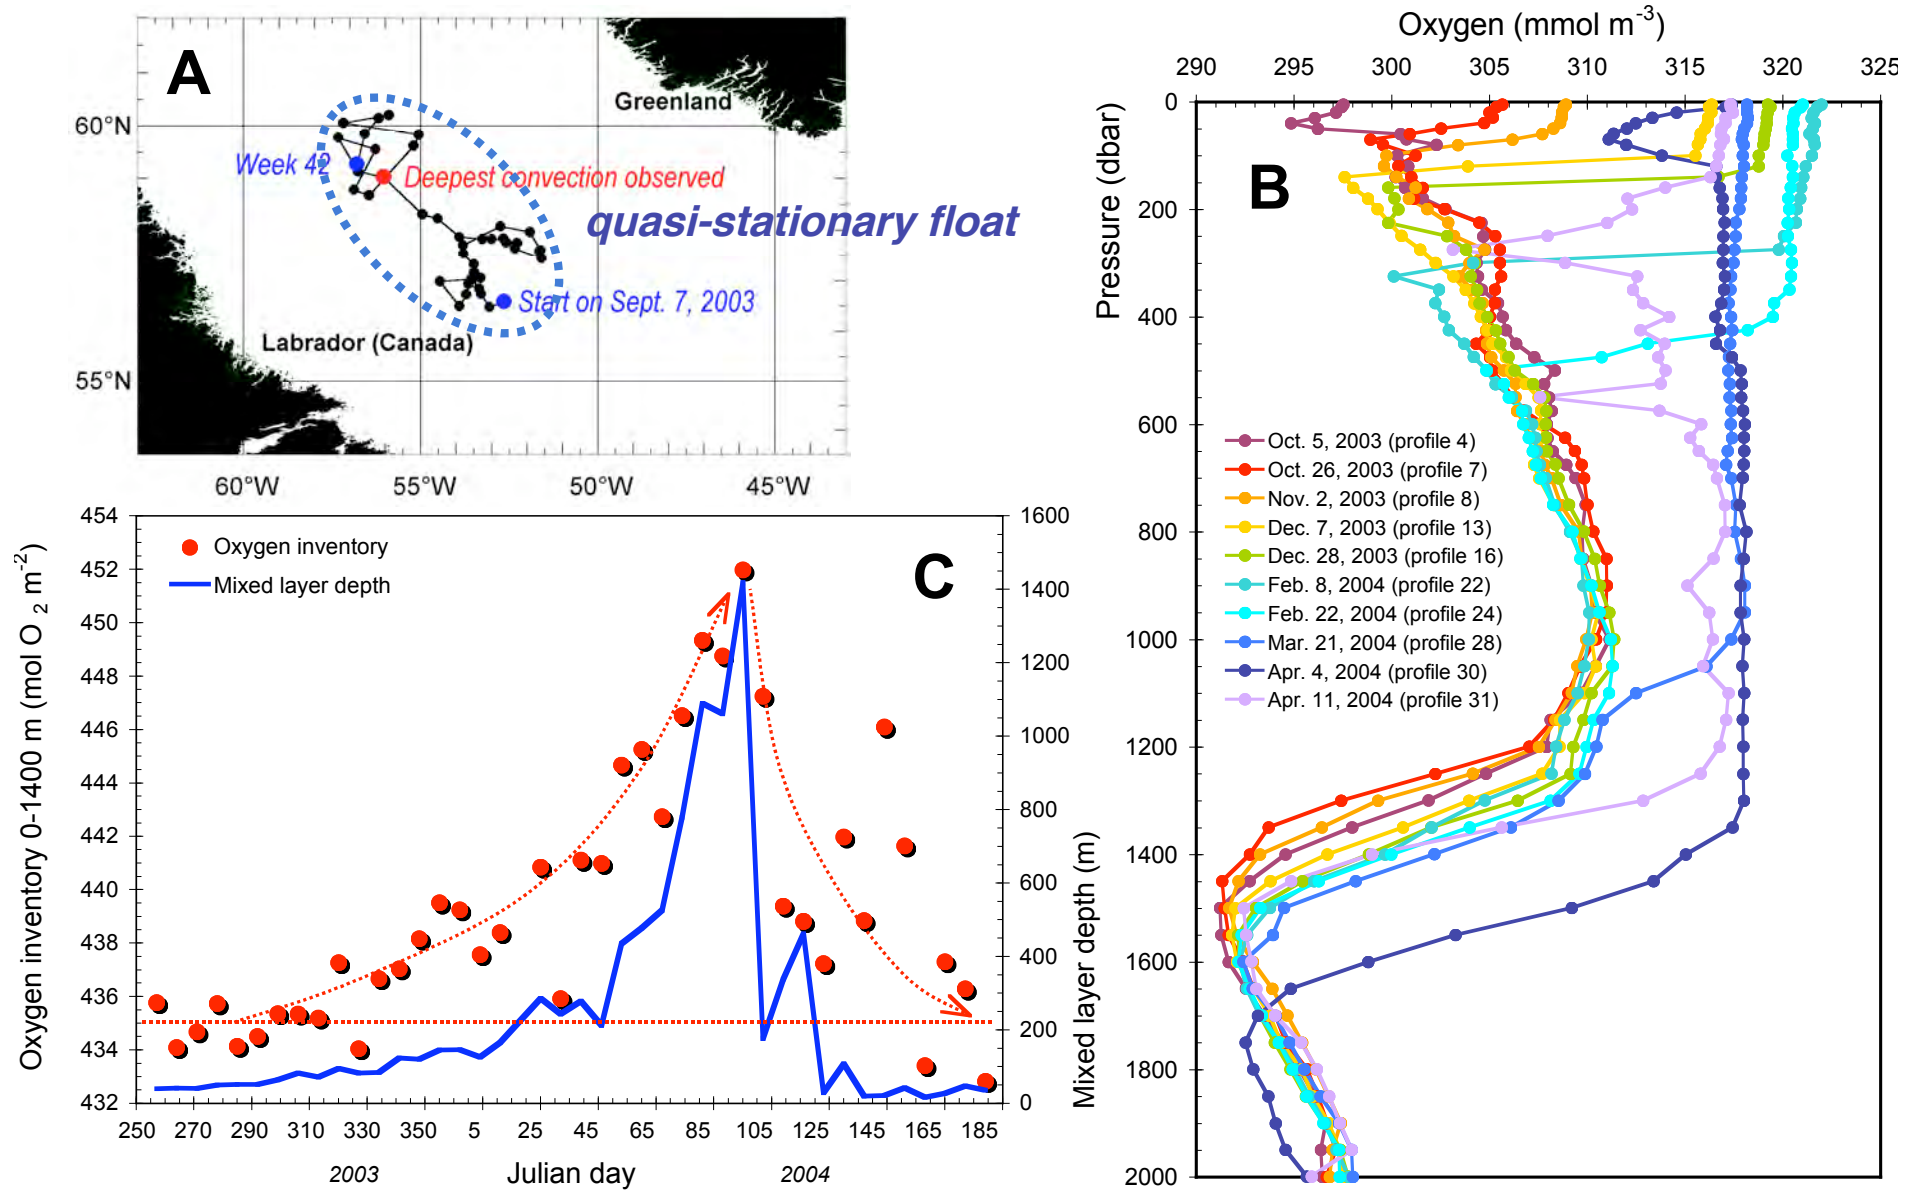 A
Greenland
60°N
Week 42
Deepest convection observed
quasi-stationary float
Start on Sept. 7, 2003
Labrador (Canada)
55°N
60°W 55°W 50°W 45°W
Oxygen (mmol m-3)
290 295 300 305 310 315 320 325
B
Pressure (dbar)
0
200
400
600
800
1000
1200
1400
1600
1800
2000
Oct. 5, 2003 (profile 4)
Oct. 26, 2003 (profile 7)
Nov. 2, 2003 (profile 8)
Dec. 7, 2003 (profile 13)
Dec. 28, 2003 (profile 16)
Feb. 8, 2004 (profile 22)
Feb. 22, 2004 (profile 24)
Mar. 21, 2004 (profile 28)
Apr. 4, 2004 (profile 30)
Apr. 11, 2004 (profile 31)
C
Oxygen inventory
Mixed layer depth
Oxygen inventory 0-1400 m (mol O2 m-2)
454
452
450
448
446
444
442
440
438
436
434
432
Mixed layer depth (m)
1600
1400
1200
1000
800
600
400
200
0
250 270 290 310 330 350 5 25 45 65 85 105 125 145 165 185
2003 Julian day 2004